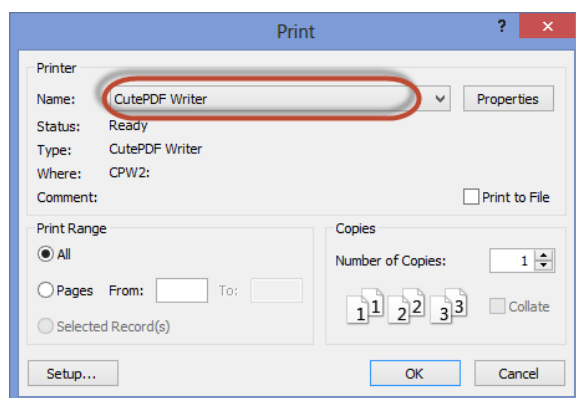 Print
? ×
Printer
Name: CutePDF Writer Properties
Status: Ready
Type: CutePDF Writer
Where: CPW2:
Comment: Print to File
Print Range
All
Pages From: To:
Selected Record(s)
Copies
Number of Copies: 1
1 1 2 2 3 3 Collate
Setup... OK Cancel